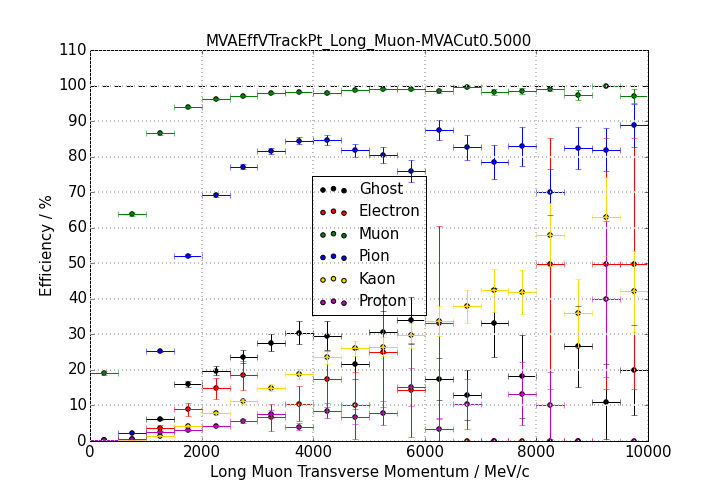 MVAEffVTrackPt_Long_Muon-MVACut0.5000
110
100
90
80
70
60
50
40
30
20
10
0
Efficiency / %
Ghost
Electron
Muon
Pion
Kaon
Proton
0 2000 4000 6000 8000 10000
Long Muon Transverse Momentum / MeV/c